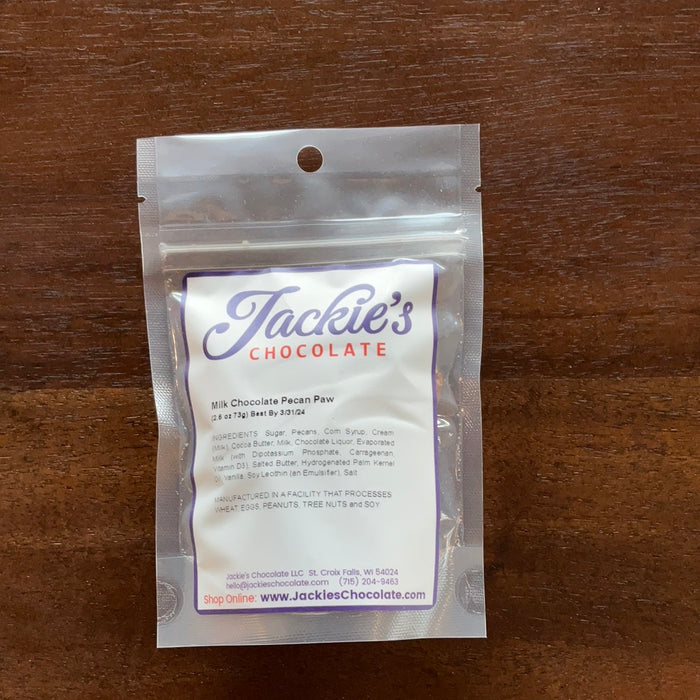 Jackie's
CHOCOLATE
Milk Chocolate Pecan Paw
(2.6 oz 73g) Best By 3/31/24
INGREDIENTS: Sugar, Pecans, Corn Syrup, Cream
(Milk), Cocoa Butter, Milk, Chocolate Liquor, Evaporated
Milk (with Dipotassium Phosphate, Carrageenan,
Vitamin D3), Salted Butter, Hydrogenated Palm Kernel
Oil, Vanilla, Soy Lecithin (an Emulsifier), Salt
MANUFACTURED IN A FACILITY THAT PROCESSES
WHEAT, EGGS, PEANUTS, TREE NUTS and SOY
Jackie's Chocolate LLC St. Croix Falls, WI 54024
hello@jackieschocolate.com (715) 204-9463
Shop Online: www.JackiesChocolate.com